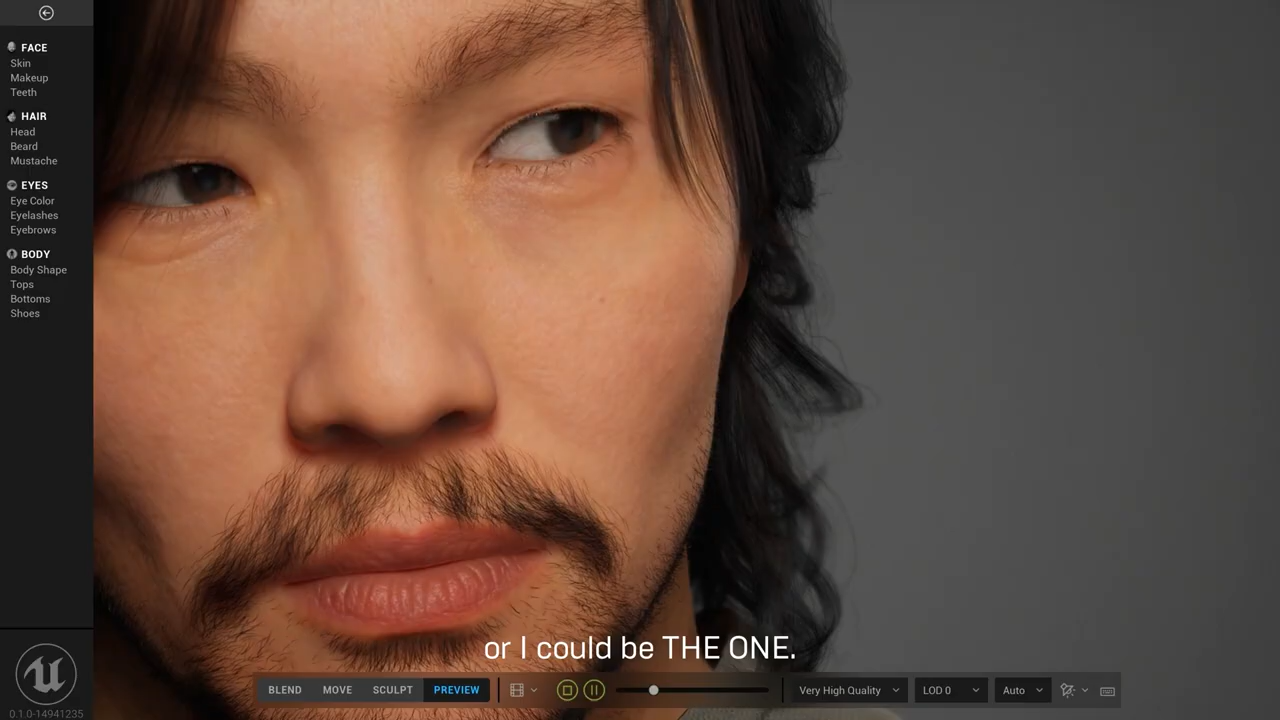 FACE
Skin
Makeup
Teeth
HAIR
Head
Beard
Mustache
EYES
Eye Color
Eyelashes
Eyebrows
BODY
Body Shape
Tops
Bottoms
Shoes
or I could be THE ONE.
BLEND MOVE SCULPT PREVIEW Very High Quality LOD 0 Auto
0.1.0-14941235